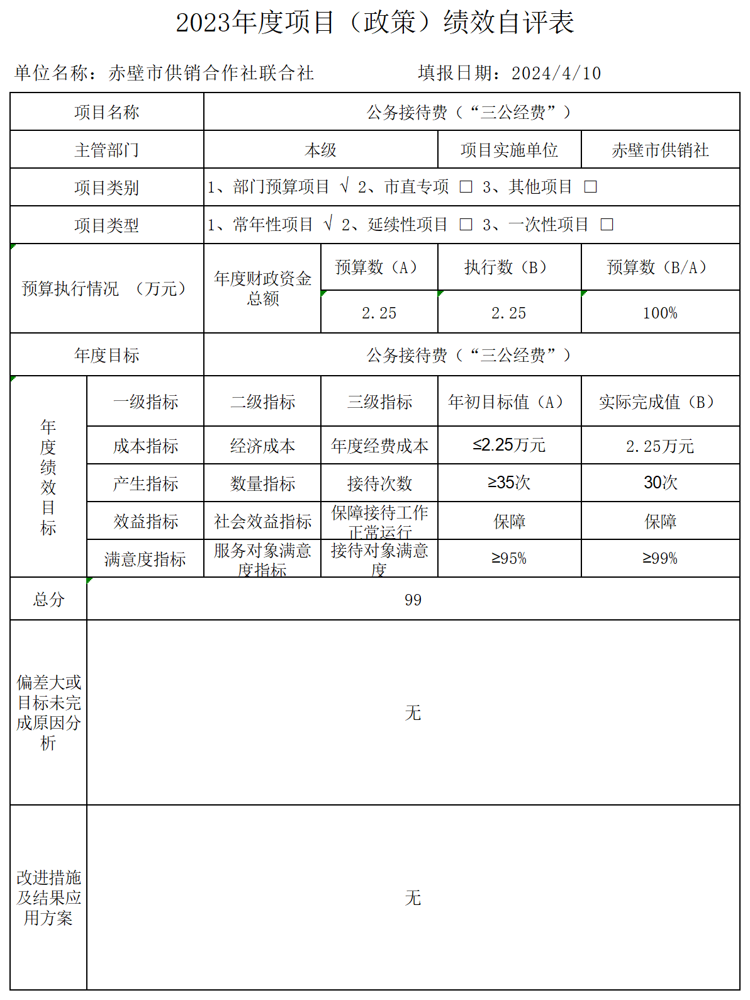 2023年度项目（政策）绩效自评表
单位名称：赤壁市供销合作社联合社 填报日期：2024/4/10
项目名称 公务接待费（“三公经费”）
主管部门 本级 项目实施单位 赤壁市供销社
项目类别 1、部门预算项目 √ 2、市直专项 □ 3、其他项目 □
项目类型 1、常年性项目 √ 2、延续性项目 □ 3、一次性项目 □
预算执行情况 （万元）
年度财政资金
总额
预算数（A） 执行数（B） 预算数（B/A）
2.25 2.25 100%
年度目标 公务接待费（“三公经费”）
年
度
绩
效
目
标
一级指标 二级指标 三级指标 年初目标值（A） 实际完成值（B）
成本指标 经济成本 年度经费成本 ≤2.25万元 2.25万元
产生指标 数量指标 接待次数 ≥35次 30次
效益指标 社会效益指标 保障接待工作
正常运行
保障 保障
满意度指标 服务对象满意
度指标
接待对象满意
度
≥95% ≥99%
总分 99
偏差大或
目标未完
成原因分
析
无
改进措施
及结果应
用方案
无